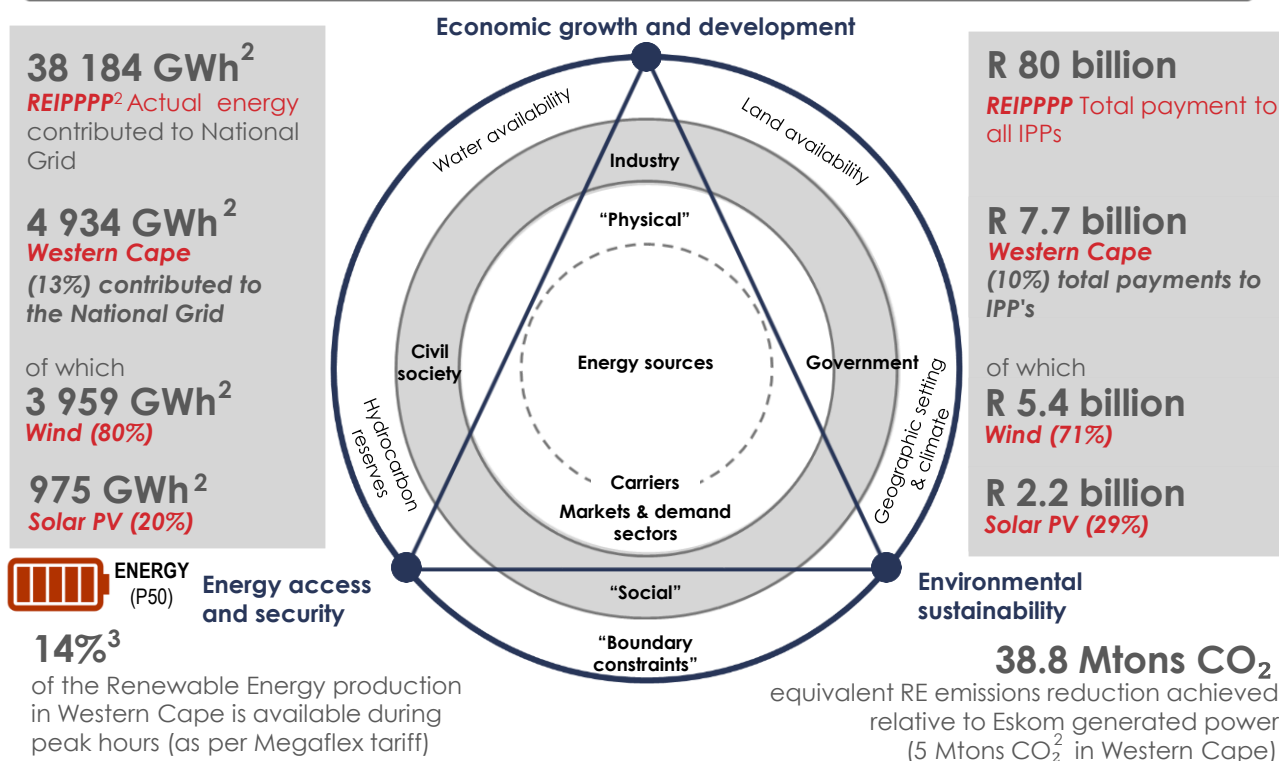 Economic growth and development
38 184 GWh²
REIPPPP² Actual energy
contributed to National
Grid
4 934 GWh²
Western Cape
(13%) contributed to
the National Grid
of which
3 959 GWh²
Wind (80%)
975 GWh²
Solar PV (20%)
ENERGY
(P50)
Energy access
and security
14%³
of the Renewable Energy production
in Western Cape is available during
peak hours (as per Megaflex tariff)
Water availability
Land availability
Industry
"Physical"
Civil
society
Energy sources
Government
Hydrocarbon
reserves
Geographic setting
& climate
Carriers
Markets & demand
sectors
"Social"
"Boundary
constraints"
R 80 billion
REIPPPP Total payment to
all IPPs
R 7.7 billion
Western Cape
(10%) total payments to
IPP's
of which
R 5.4 billion
Wind (71%)
R 2.2 billion
Solar PV (29%)
Environmental
sustainability
38.8 Mtons CO₂
equivalent RE emissions reduction achieved
relative to Eskom generated power
(5 Mtons CO₂² in Western Cape)